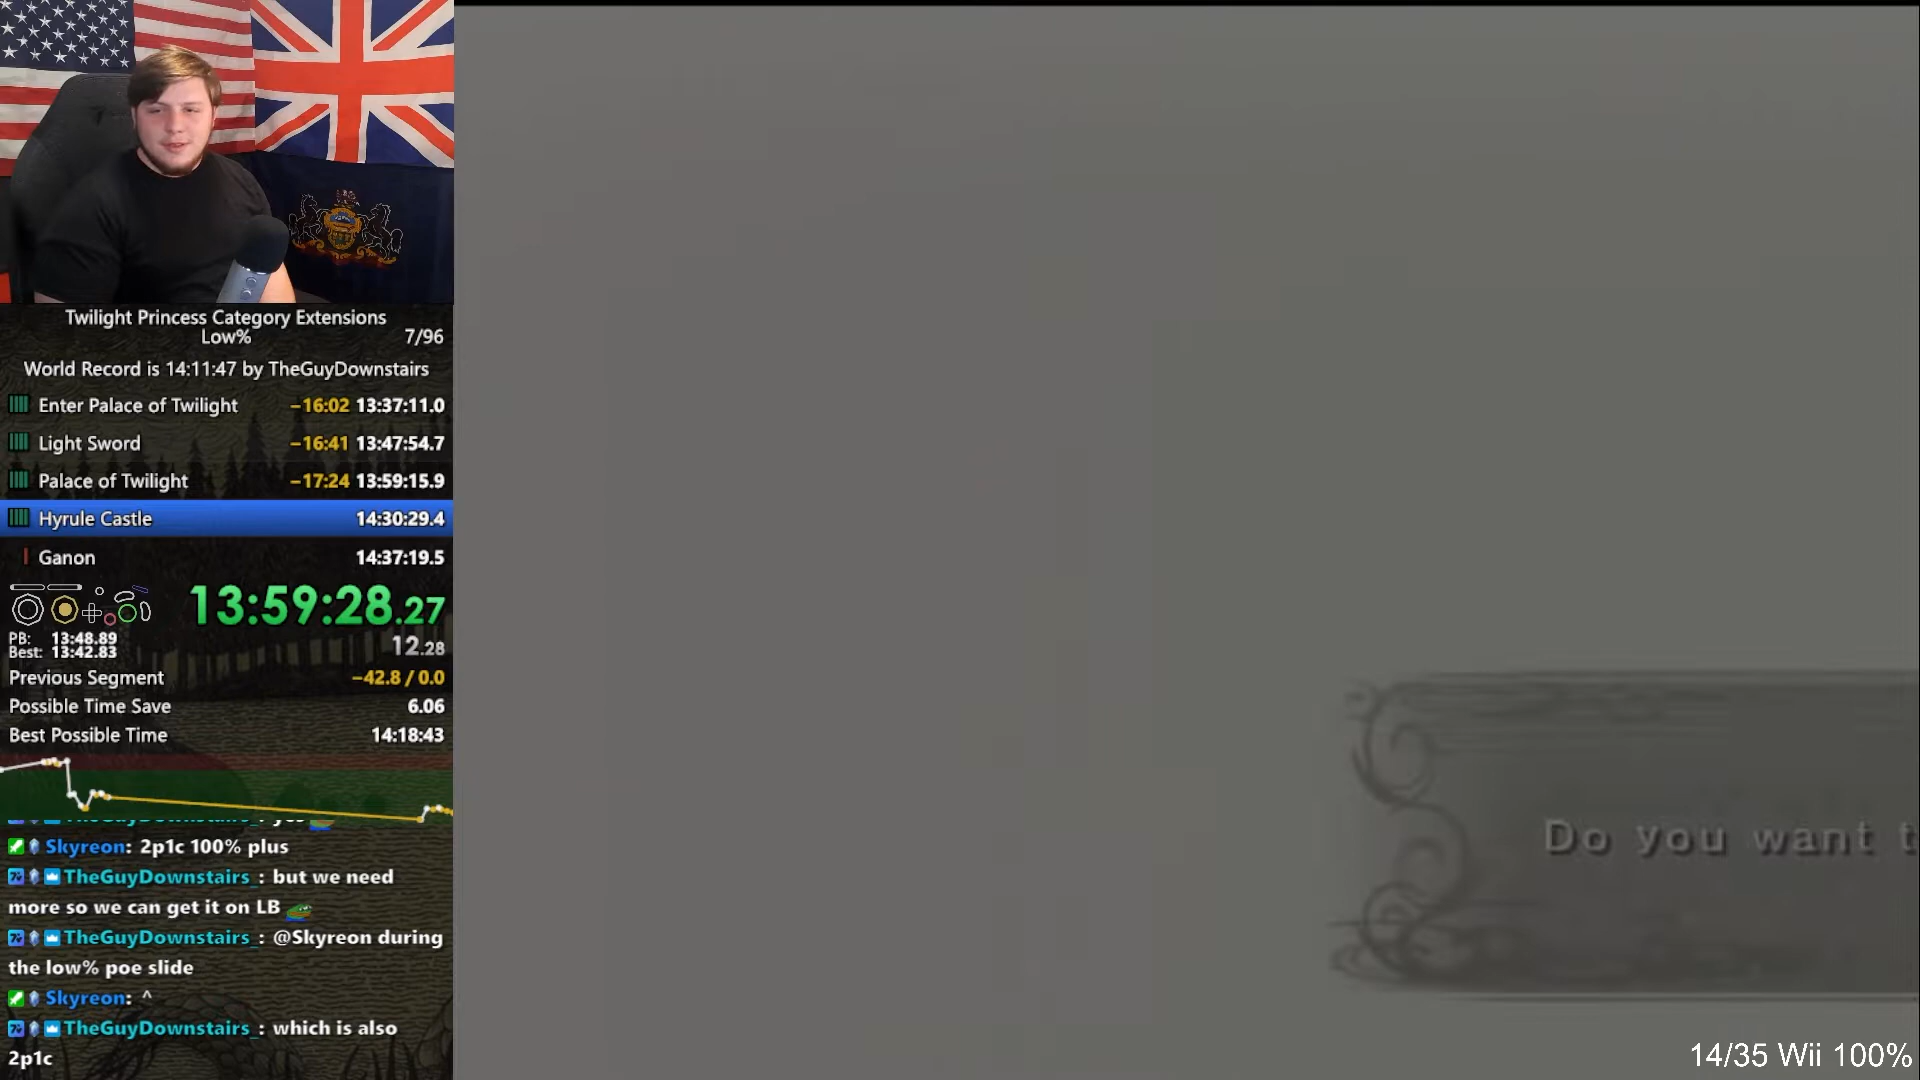 Twilight Princess Category Extensions
Low% 7/96
World Record is 14:11:47 by TheGuyDownstairs
Enter Palace of Twilight −16:02 13:37:11.0
Light Sword −16:41 13:47:54.7
Palace of Twilight −17:24 13:59:15.9
Hyrule Castle 14:30:29.4
Ganon 14:37:19.5
13:59:28.27
PB: 13:48.89
Best: 13:42.83
12.28
Previous Segment −42.8 / 0.0
Possible Time Save 6.06
Best Possible Time 14:18:43
TheGuyDownstairs_: yes
Skyreon: 2p1c 100% plus
TheGuyDownstairs_: but we need
more so we can get it on LB
TheGuyDownstairs_: @Skyreon during
the low% poe slide
Skyreon: ^
TheGuyDownstairs_: which is also
2p1c
Do you want t
14/35 Wii 100%